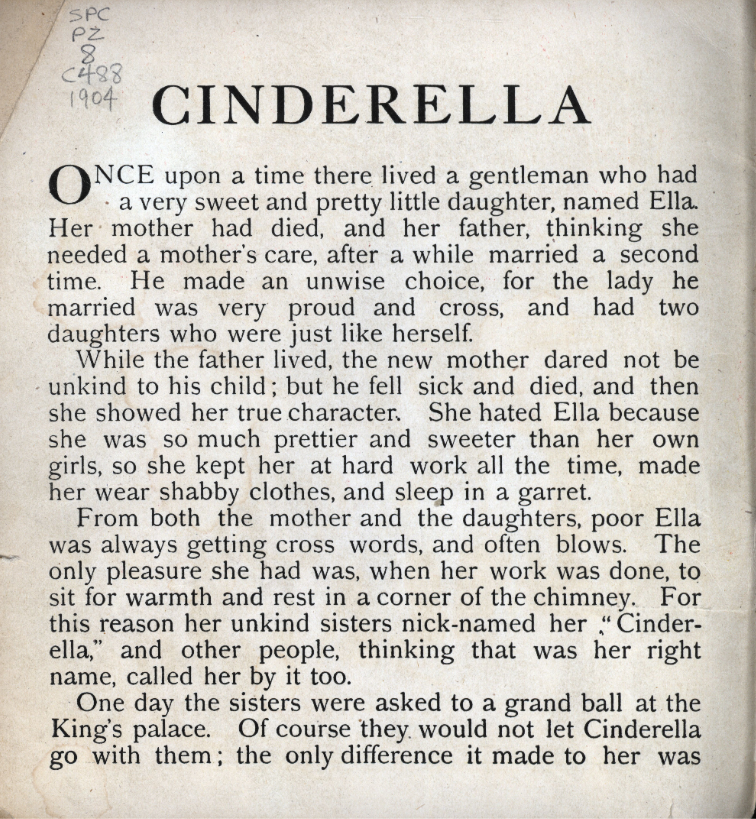 SPC
PZ
8
C488
1904
CINDERELLA
ONCE upon a time there lived a gentleman who had
a very sweet and pretty little daughter, named Ella.
Her mother had died, and her father, thinking she
needed a mother's care, after a while married a second
time. He made an unwise choice, for the lady he
married was very proud and cross, and had two
daughters who were just like herself.
While the father lived, the new mother dared not be
unkind to his child; but he fell sick and died, and then
she showed her true character. She hated Ella because
she was so much prettier and sweeter than her own
girls, so she kept her at hard work all the time, made
her wear shabby clothes, and sleep in a garret.
From both the mother and the daughters, poor Ella
was always getting cross words, and often blows. The
only pleasure she had was, when her work was done, to
sit for warmth and rest in a corner of the chimney. For
this reason her unkind sisters nick-named her "Cinder-
ella," and other people, thinking that was her right
name, called her by it too.
One day the sisters were asked to a grand ball at the
King's palace. Of course they would not let Cinderella
go with them; the only difference it made to her was